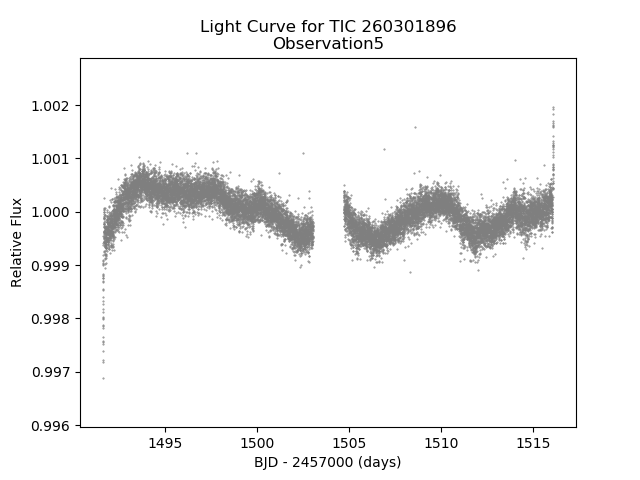 Light Curve for TIC 260301896
Observation5
1.002
1.001
1.000
0.999
0.998
0.997
0.996
Relative Flux
1495 1500 1505 1510 1515
BJD - 2457000 (days)